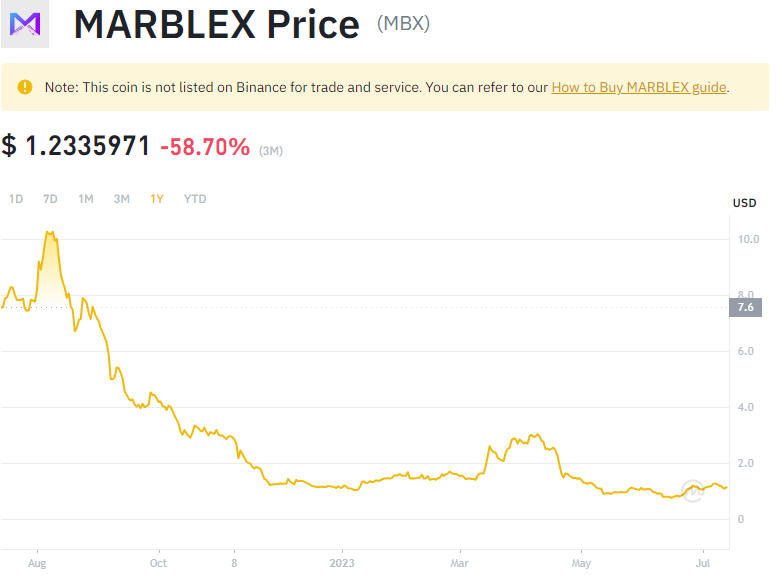 MARBLEX Price (MBX)
Note: This coin is not listed on Binance for trade and service. You can refer to our How to Buy MARBLEX guide.
$ 1.2335971 -58.70% (3M)
1D 7D 1M 3M 1Y YTD
USD
10.0
8.0
7.6
6.0
4.0
2.0
0
Aug Oct 8 2023 Mar May Jul